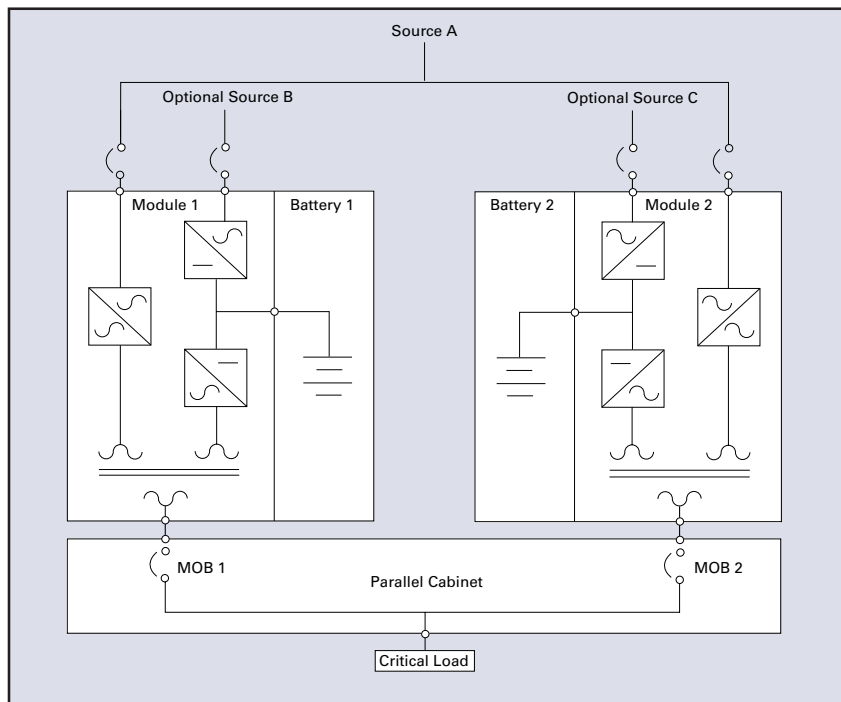 Source A
Optional Source B
Optional Source C
Module 1
Battery 1
Battery 2
Module 2
MOB 1
MOB 2
Parallel Cabinet
Critical Load